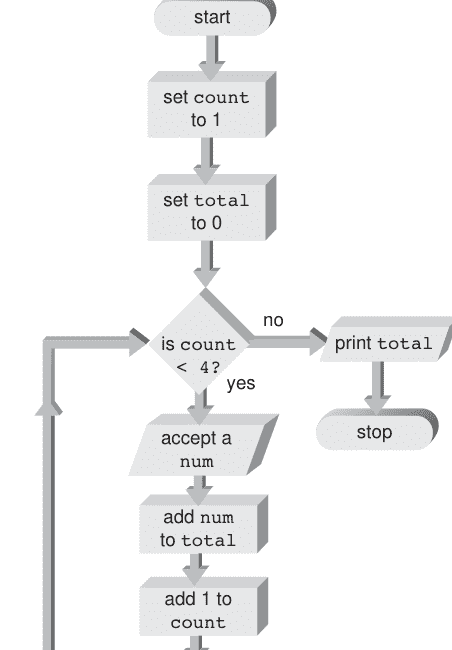 start
set count
to 1
set total
to 0
is count
< 4?
no
print total
yes
stop
accept a
num
add num
to total
add 1 to
count